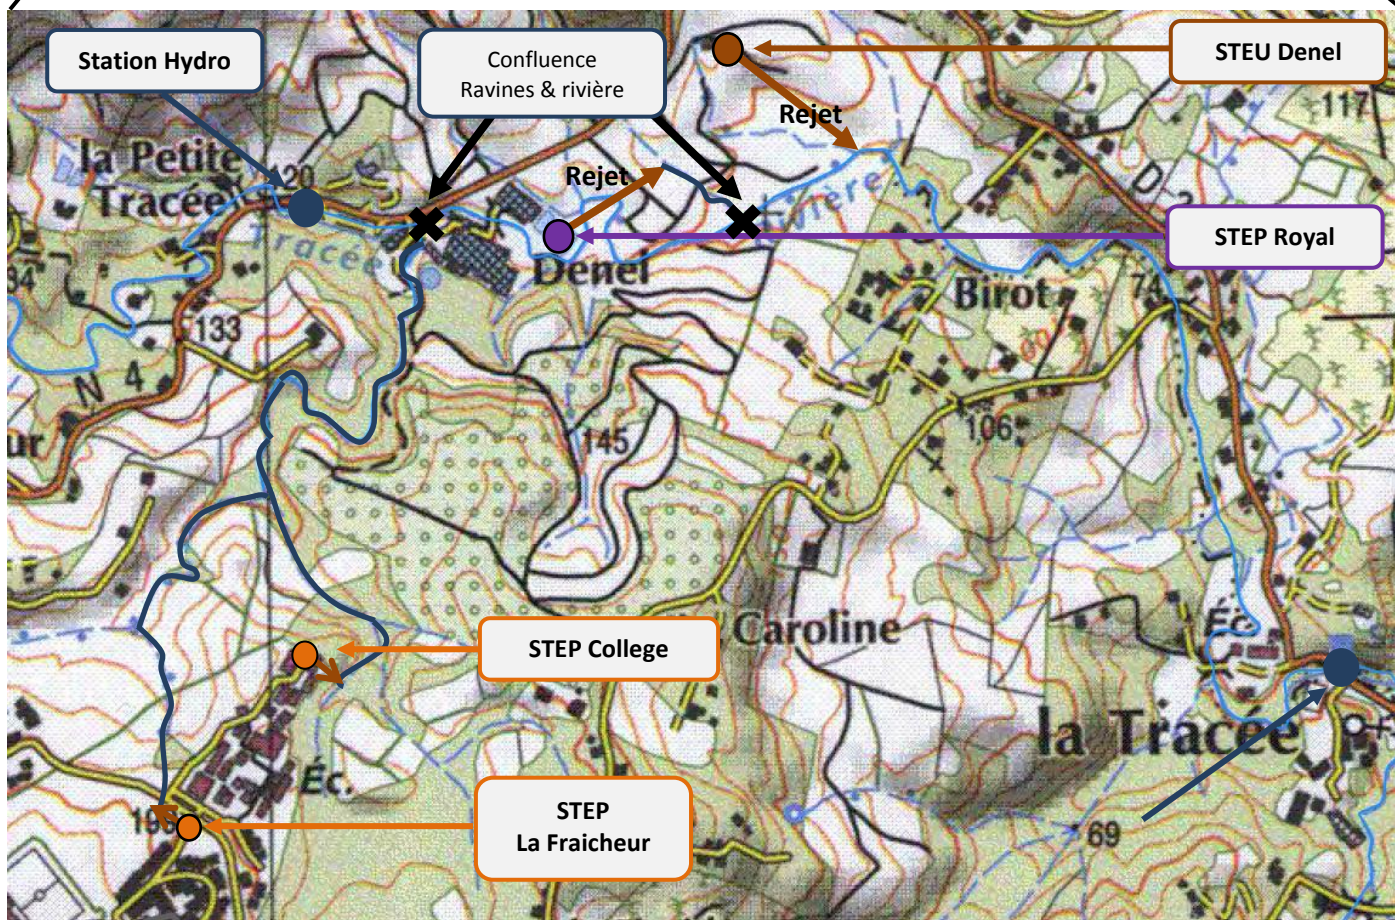 Station Hydro
Confluence
Ravines & rivière
STEU Denel
Rejet
117
la Petite
Tracée
120
Rejet
D
STEP Royal
Tracée
Denel
Birot
74
133
N 4
106
145
STEP College
Caroline
Éc.
la Tracée
Éc.
STEP
La Fraicheur
69